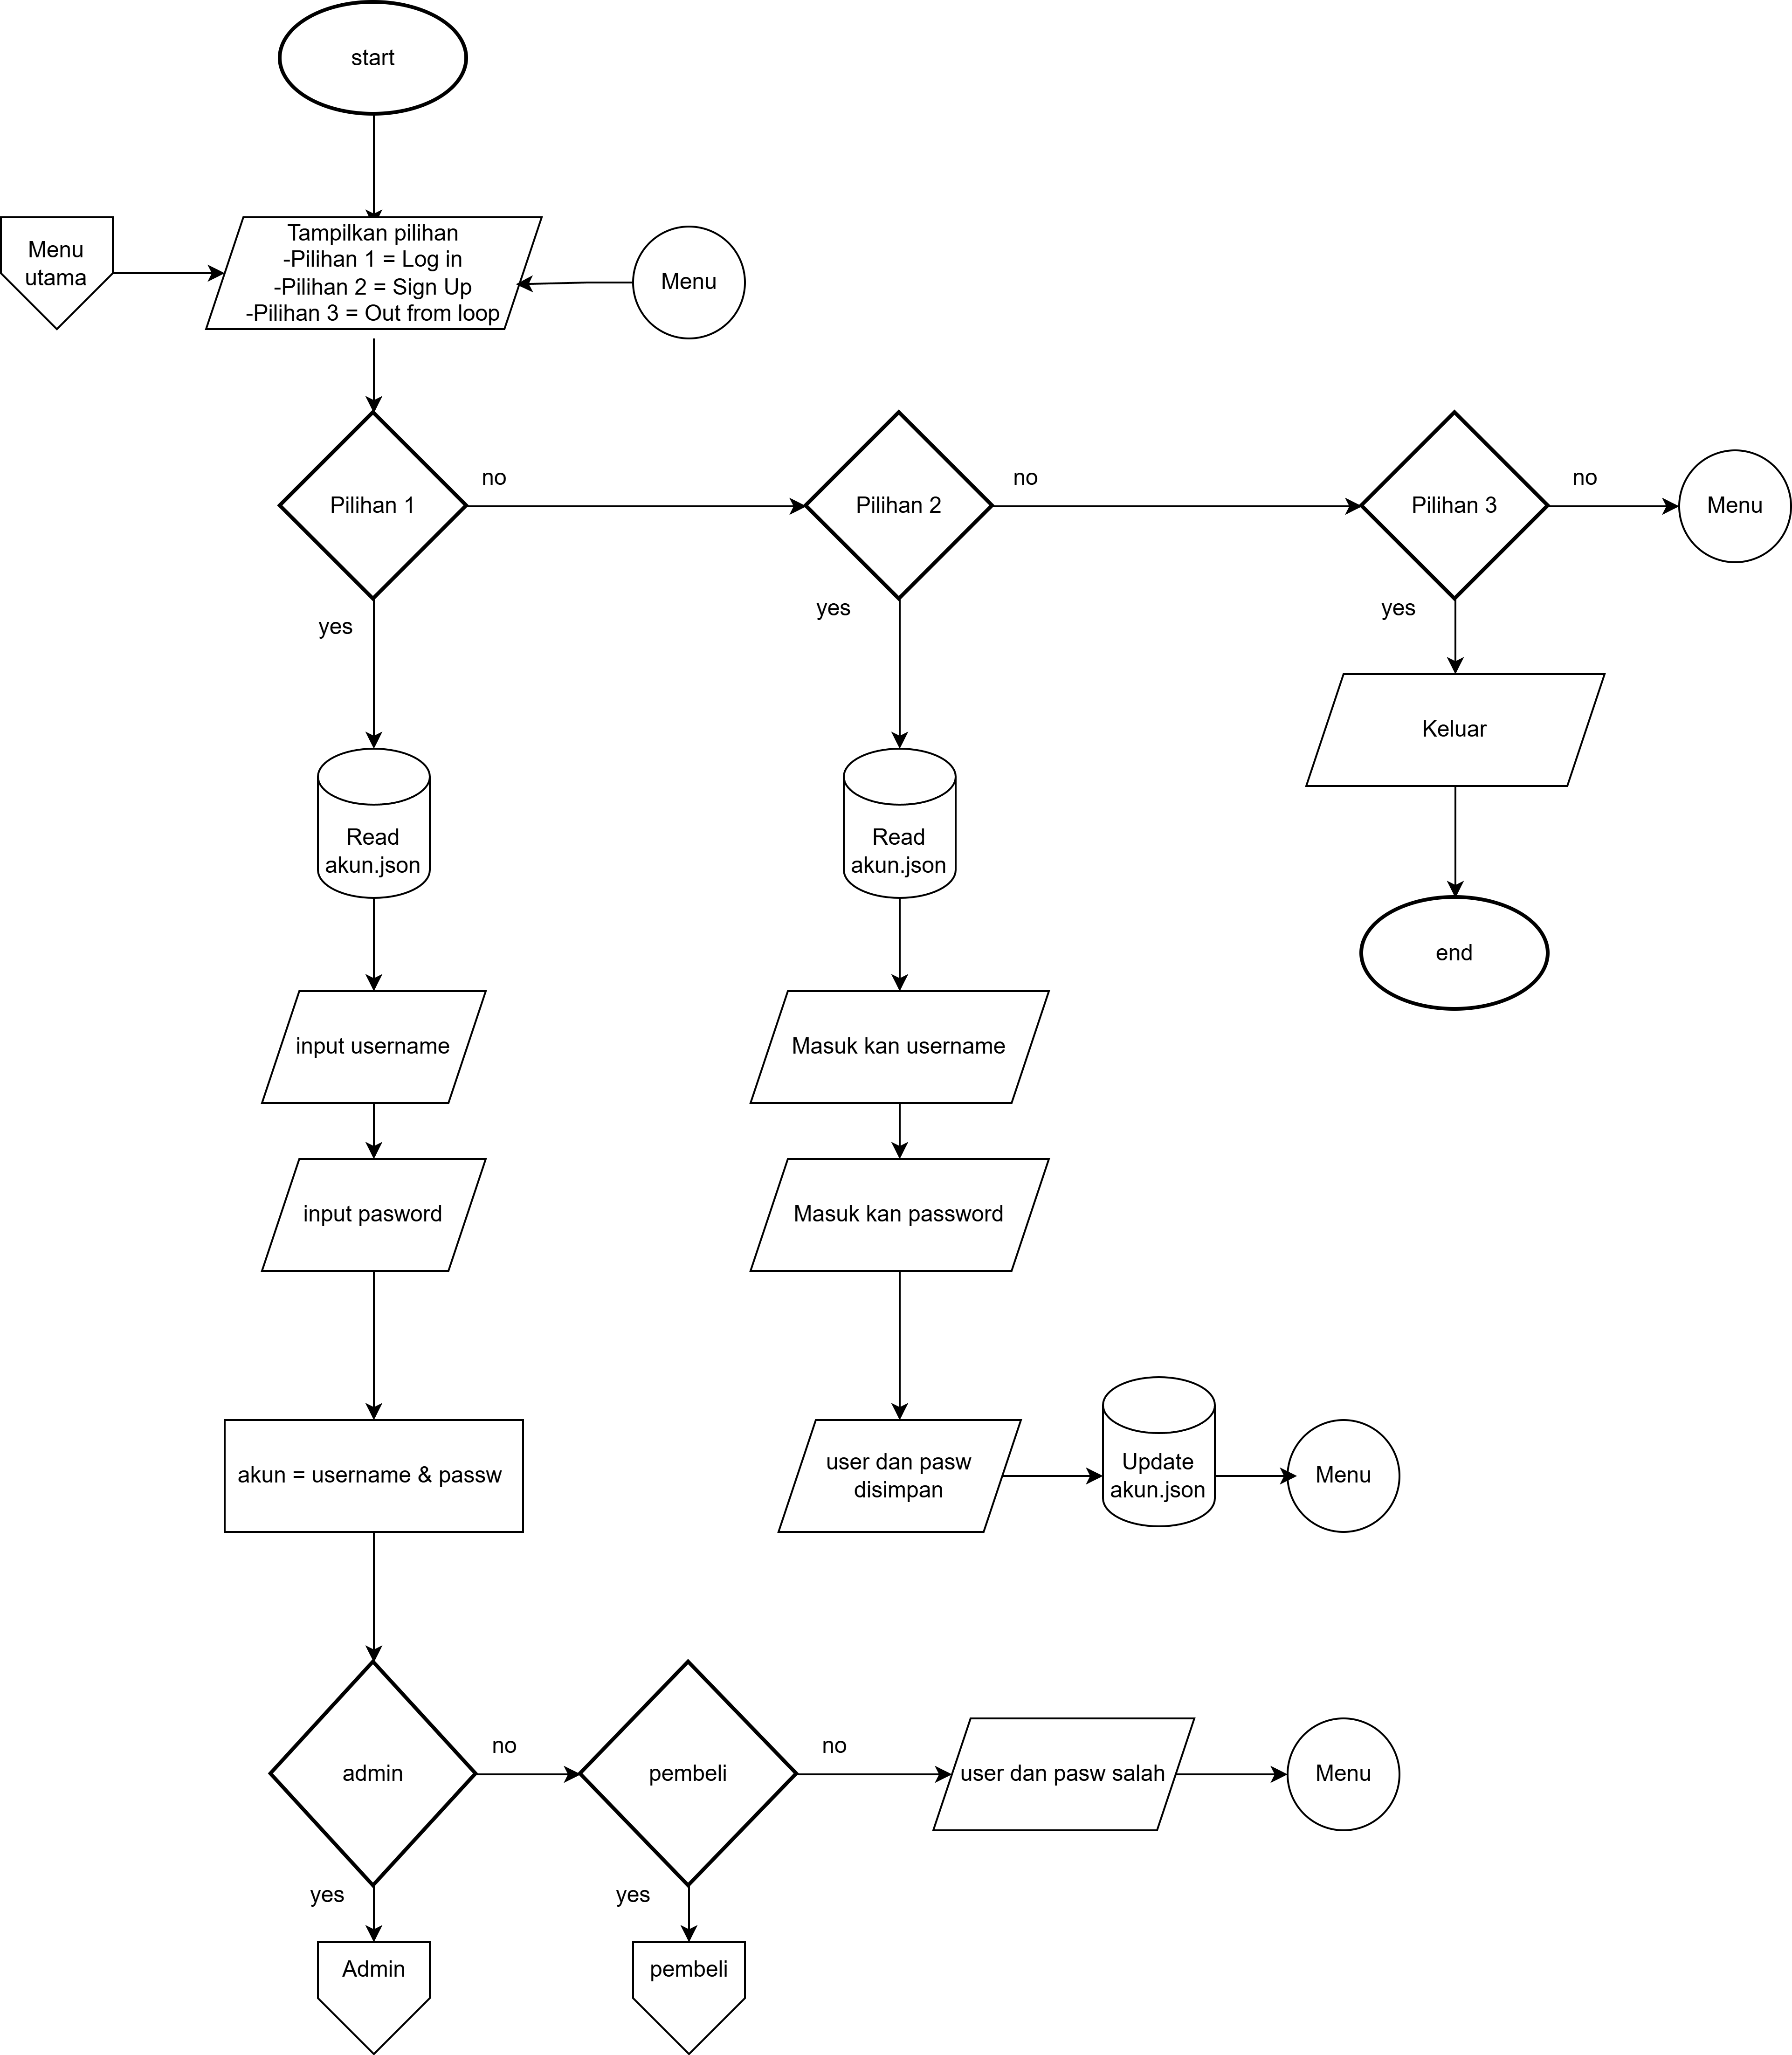 start
Menu
utama
Tampilkan pilihan
-Pilihan 1 = Log in
-Pilihan 2 = Sign Up
-Pilihan 3 = Out from loop
Menu
Pilihan 1
no
Pilihan 2
no
Pilihan 3
no
Menu
yes
yes
yes
Keluar
Read
akun.json
Read
akun.json
end
input username
Masuk kan username
input pasword
Masuk kan password
akun = username & passw
user dan pasw
disimpan
Update
akun.json
Menu
admin
no
pembeli
no
user dan pasw salah
Menu
yes
yes
Admin
pembeli